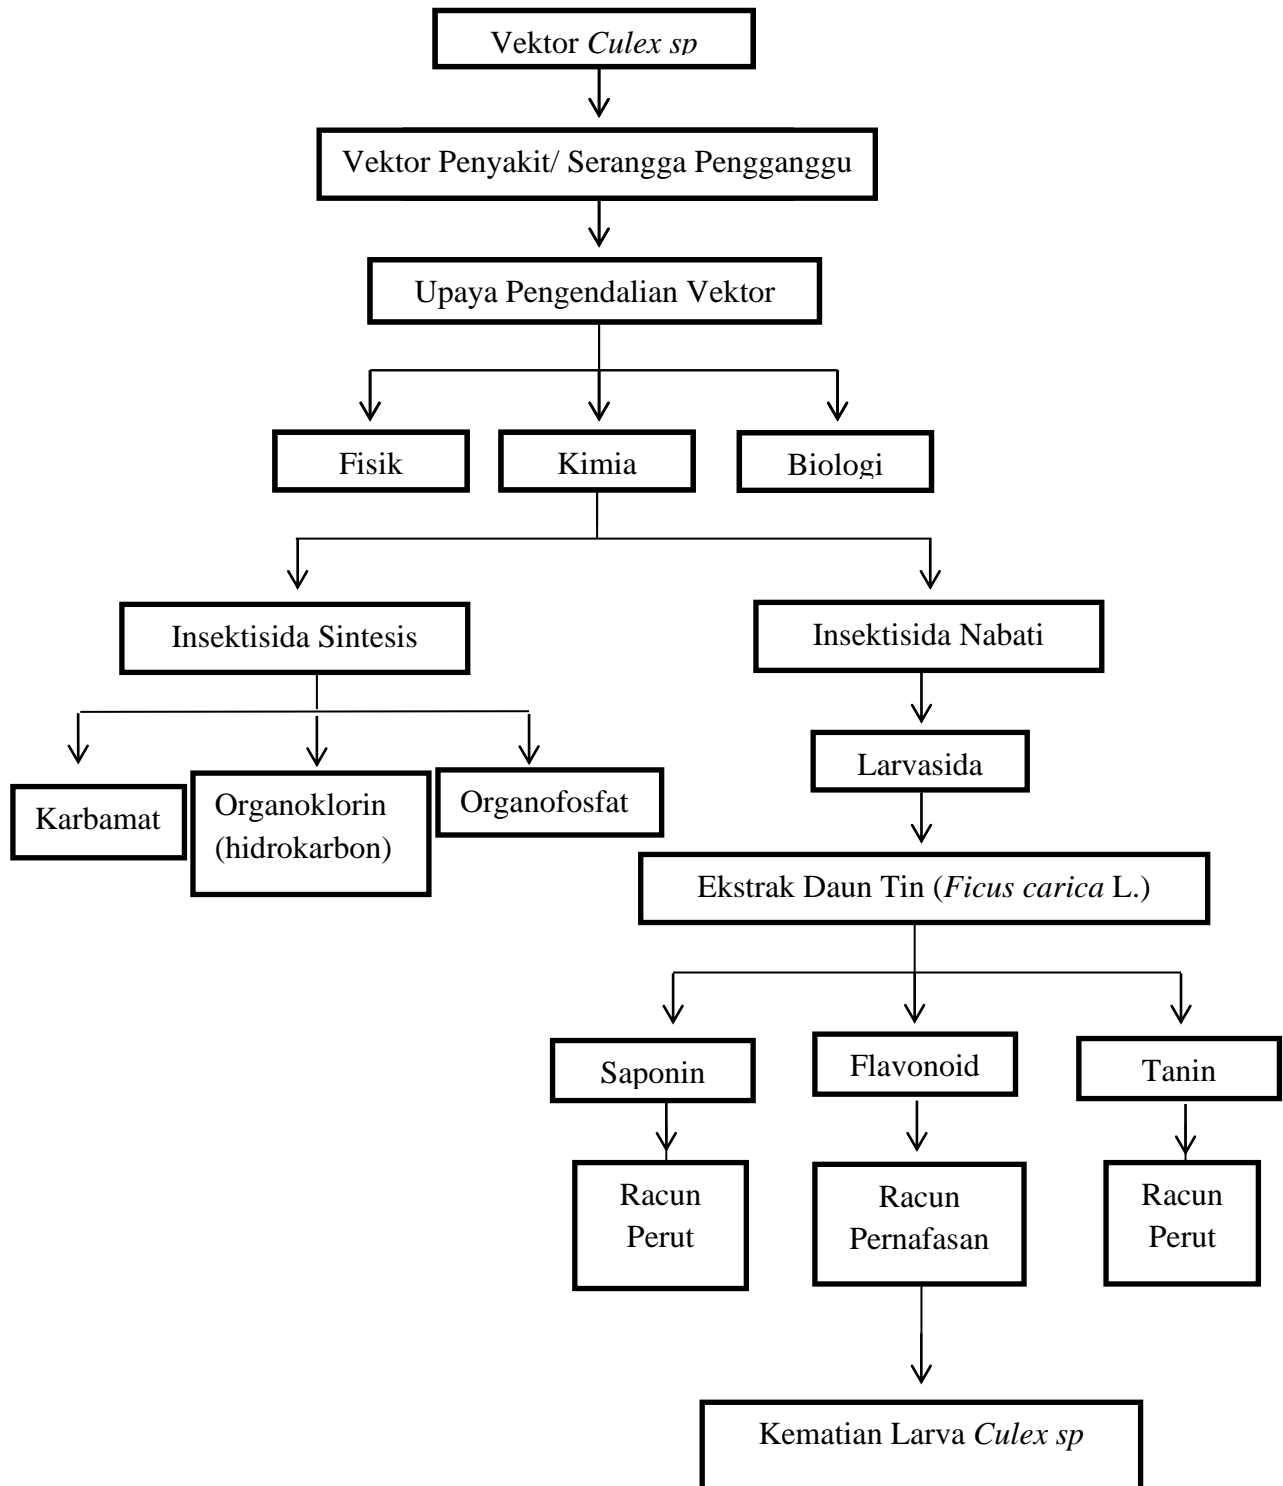 Vektor Culex sp
Vektor Penyakit/ Serangga Pengganggu
Upaya Pengendalian Vektor
Fisik
Kimia
Biologi
Insektisida Sintesis
Insektisida Nabati
Larvasida
Karbamat
Organoklorin
(hidrokarbon)
Organofosfat
Ekstrak Daun Tin (Ficus carica L.)
Saponin
Flavonoid
Tanin
Racun
Perut
Racun
Pernafasan
Racun
Perut
Kematian Larva Culex sp